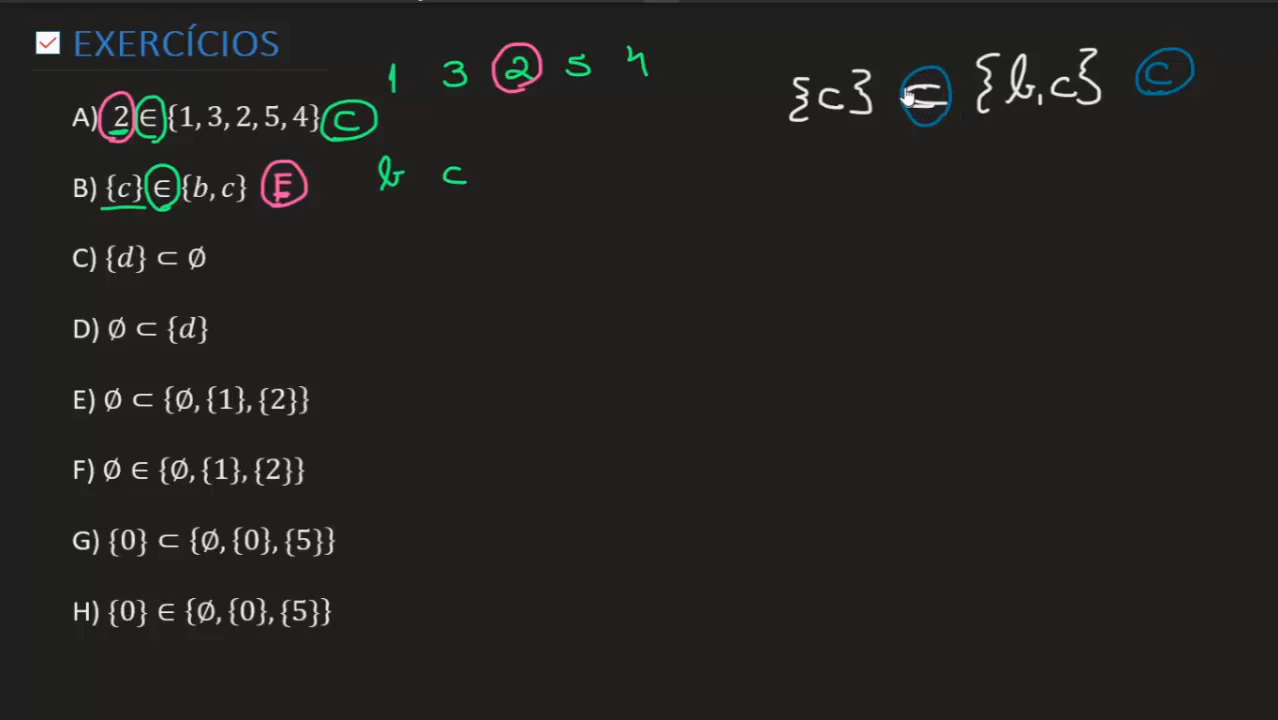 EXERCÍCIOS
1 3 2 5 4
{c} ⊂ {b,c} C
A) 2 ∈ {1, 3, 2, 5, 4} C
B) {c} ∈ {b, c} E
b c
C) {d} ⊂ ∅
D) ∅ ⊂ {d}
E) ∅ ⊂ {∅, {1}, {2}}
F) ∅ ∈ {∅, {1}, {2}}
G) {0} ⊂ {∅, {0}, {5}}
H) {0} ∈ {∅, {0}, {5}}